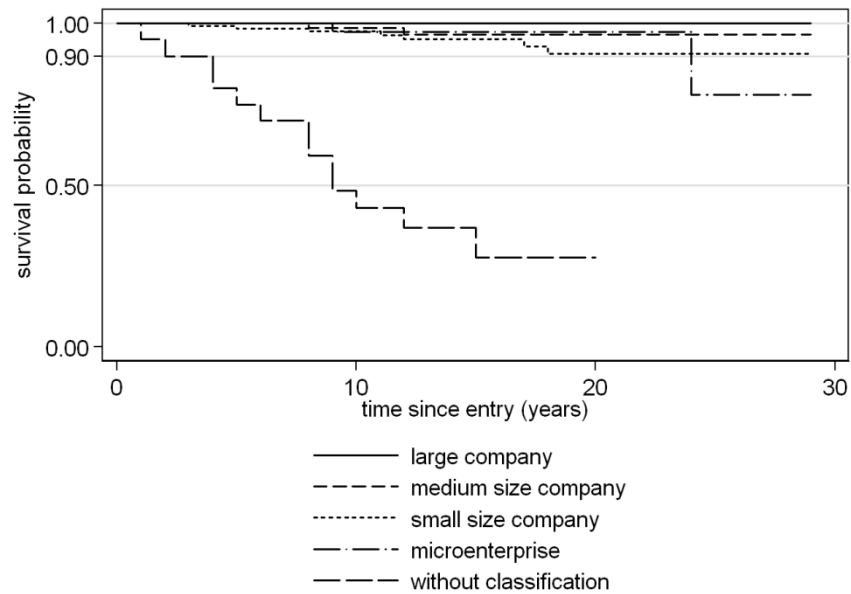 1.00
0.90
0.50
0.00
survival probability
0
10
20
30
time since entry (years)
large company
medium size company
small size company
microenterprise
without classification